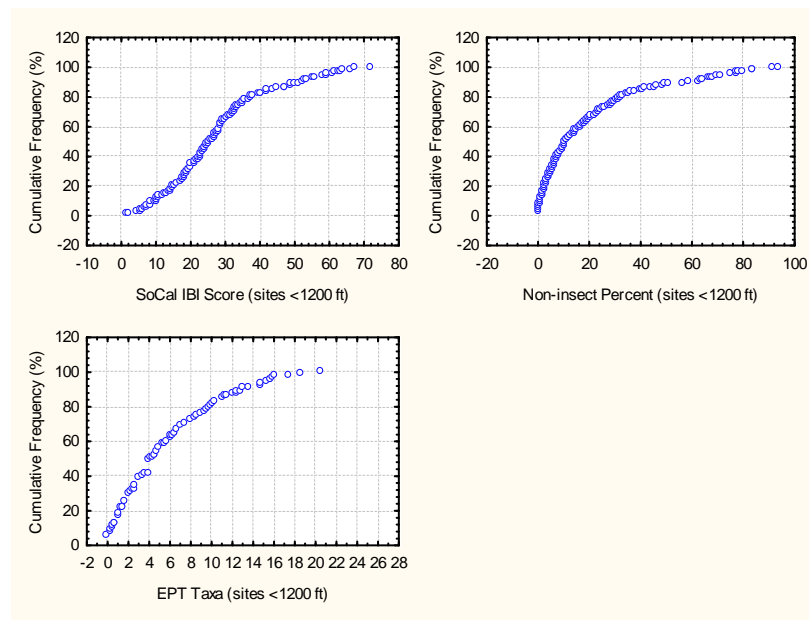 120
100
80
60
40
20
0
-20
Cumulative Frequency (%)
-10 0 10 20 30 40 50 60 70 80
SoCal IBI Score (sites <1200 ft)
120
100
80
60
40
20
0
-20
Cumulative Frequency (%)
-20 0 20 40 60 80 100
Non-insect Percent (sites <1200 ft)
120
100
80
60
40
20
0
Cumulative Frequency (%)
-2 0 2 4 6 8 10 12 14 16 18 20 22 24 26 28
EPT Taxa (sites <1200 ft)